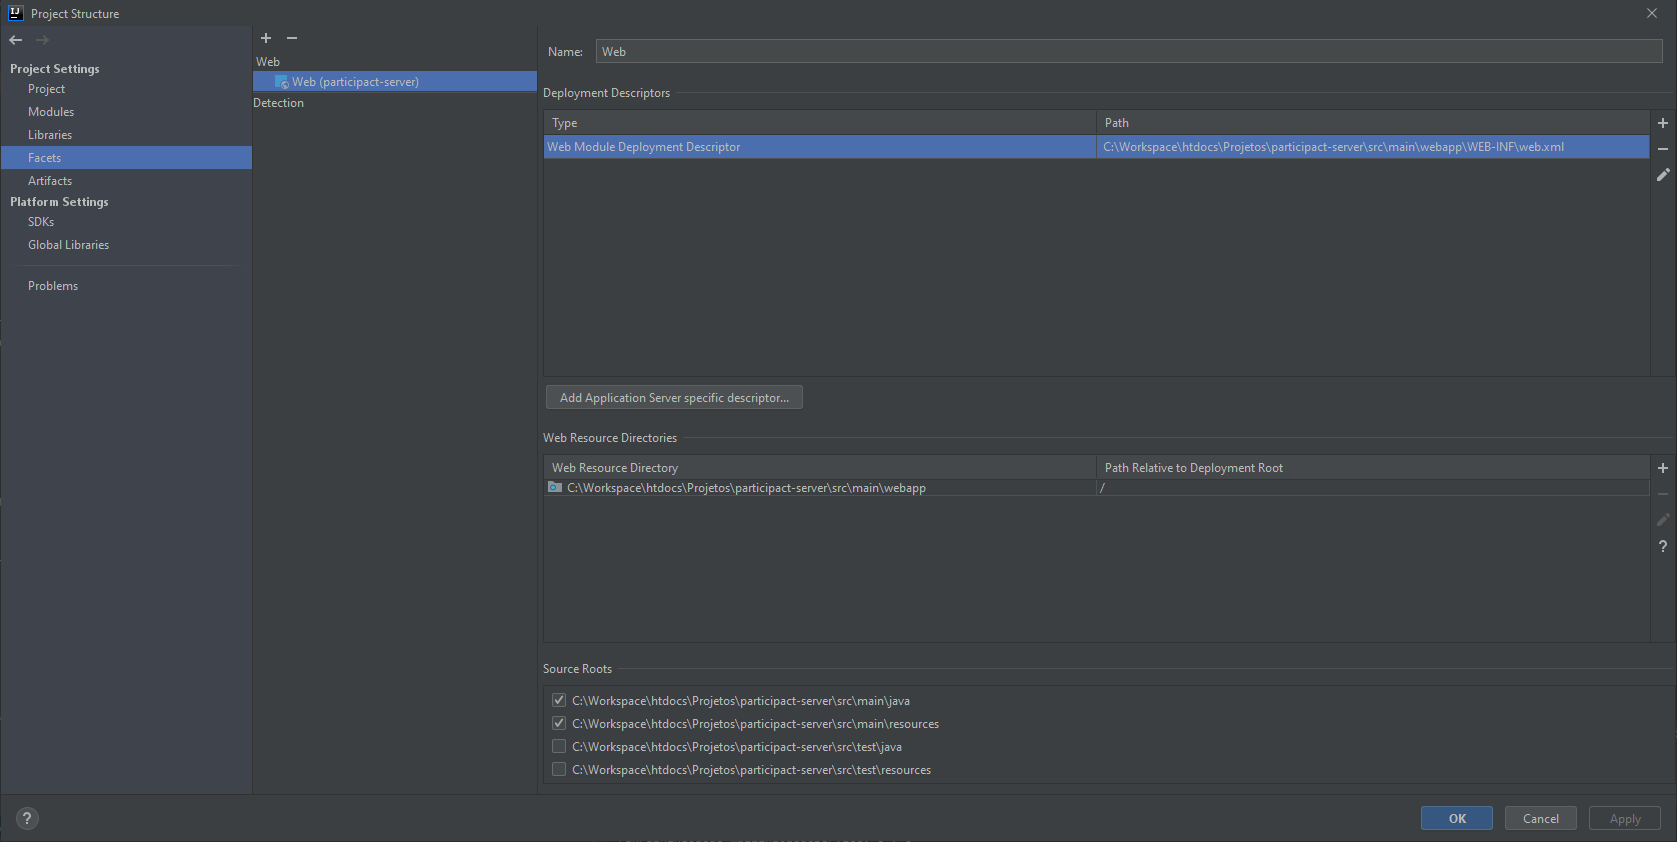 Project Structure
Project Settings
Project
Modules
Libraries
Facets
Artifacts
Platform Settings
SDKs
Global Libraries
Problems
Web
Web (participact-server)
Detection
Name: Web
Deployment Descriptors
Type Path
Web Module Deployment Descriptor C:\Workspace\htdocs\Projetos\participact-server\src\main\webapp\WEB-INF\web.xml
Add Application Server specific descriptor...
Web Resource Directories
Web Resource Directory Path Relative to Deployment Root
C:\Workspace\htdocs\Projetos\participact-server\src\main\webapp /
?
Source Roots
C:\Workspace\htdocs\Projetos\participact-server\src\main\java
C:\Workspace\htdocs\Projetos\participact-server\src\main\resources
C:\Workspace\htdocs\Projetos\participact-server\src\test\java
C:\Workspace\htdocs\Projetos\participact-server\src\test\resources
? OK Cancel Apply